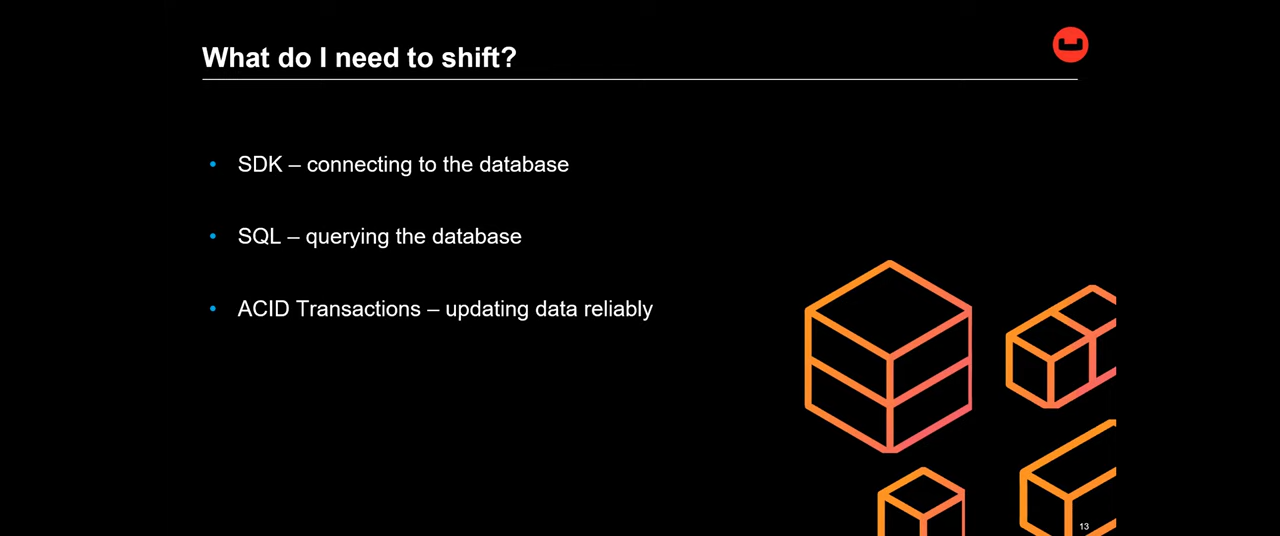 What do I need to shift?
• SDK – connecting to the database
• SQL – querying the database
• ACID Transactions – updating data reliably
13